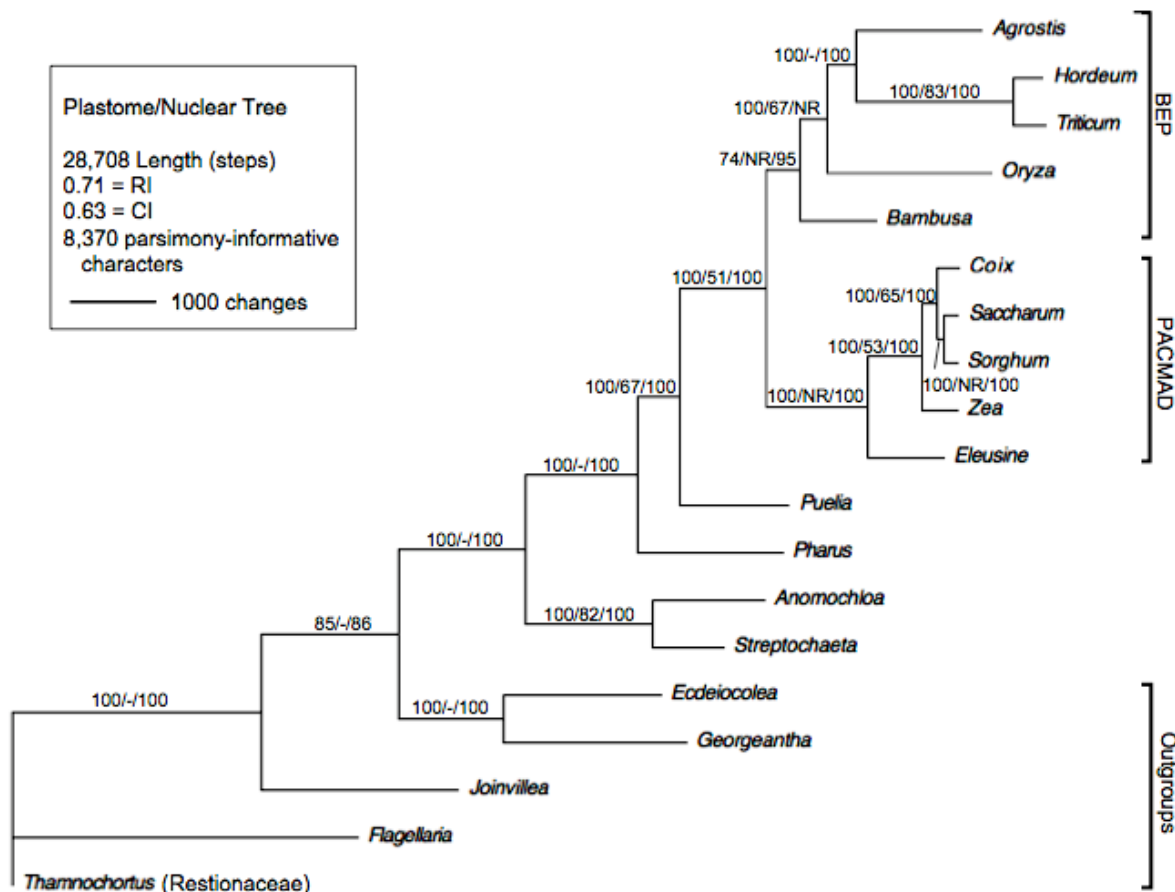 Plastome/Nuclear Tree
28,708 Length (steps)
0.71 = RI
0.63 = CI
8,370 parsimony-informative
characters
1000 changes
Agrostis
100/-/100
Hordeum
100/83/100
Triticum
100/67/NR
74/NR/95
Oryza
Bambusa
BEP
Coix
100/65/100
100/51/100
Saccharum
100/53/100
Sorghum
100/NR/100
100/67/100
100/NR/100
Zea
Eleusine
PACMAD
100/-/100
Puelia
100/-/100
Pharus
Anomochloa
100/82/100
85/-/86
Streptochaeta
Ecdeiocolea
100/-/100
100/-/100
Georgeantha
Joinvillea
Flagellaria
Thamnochortus (Restionaceae)
Outgroups